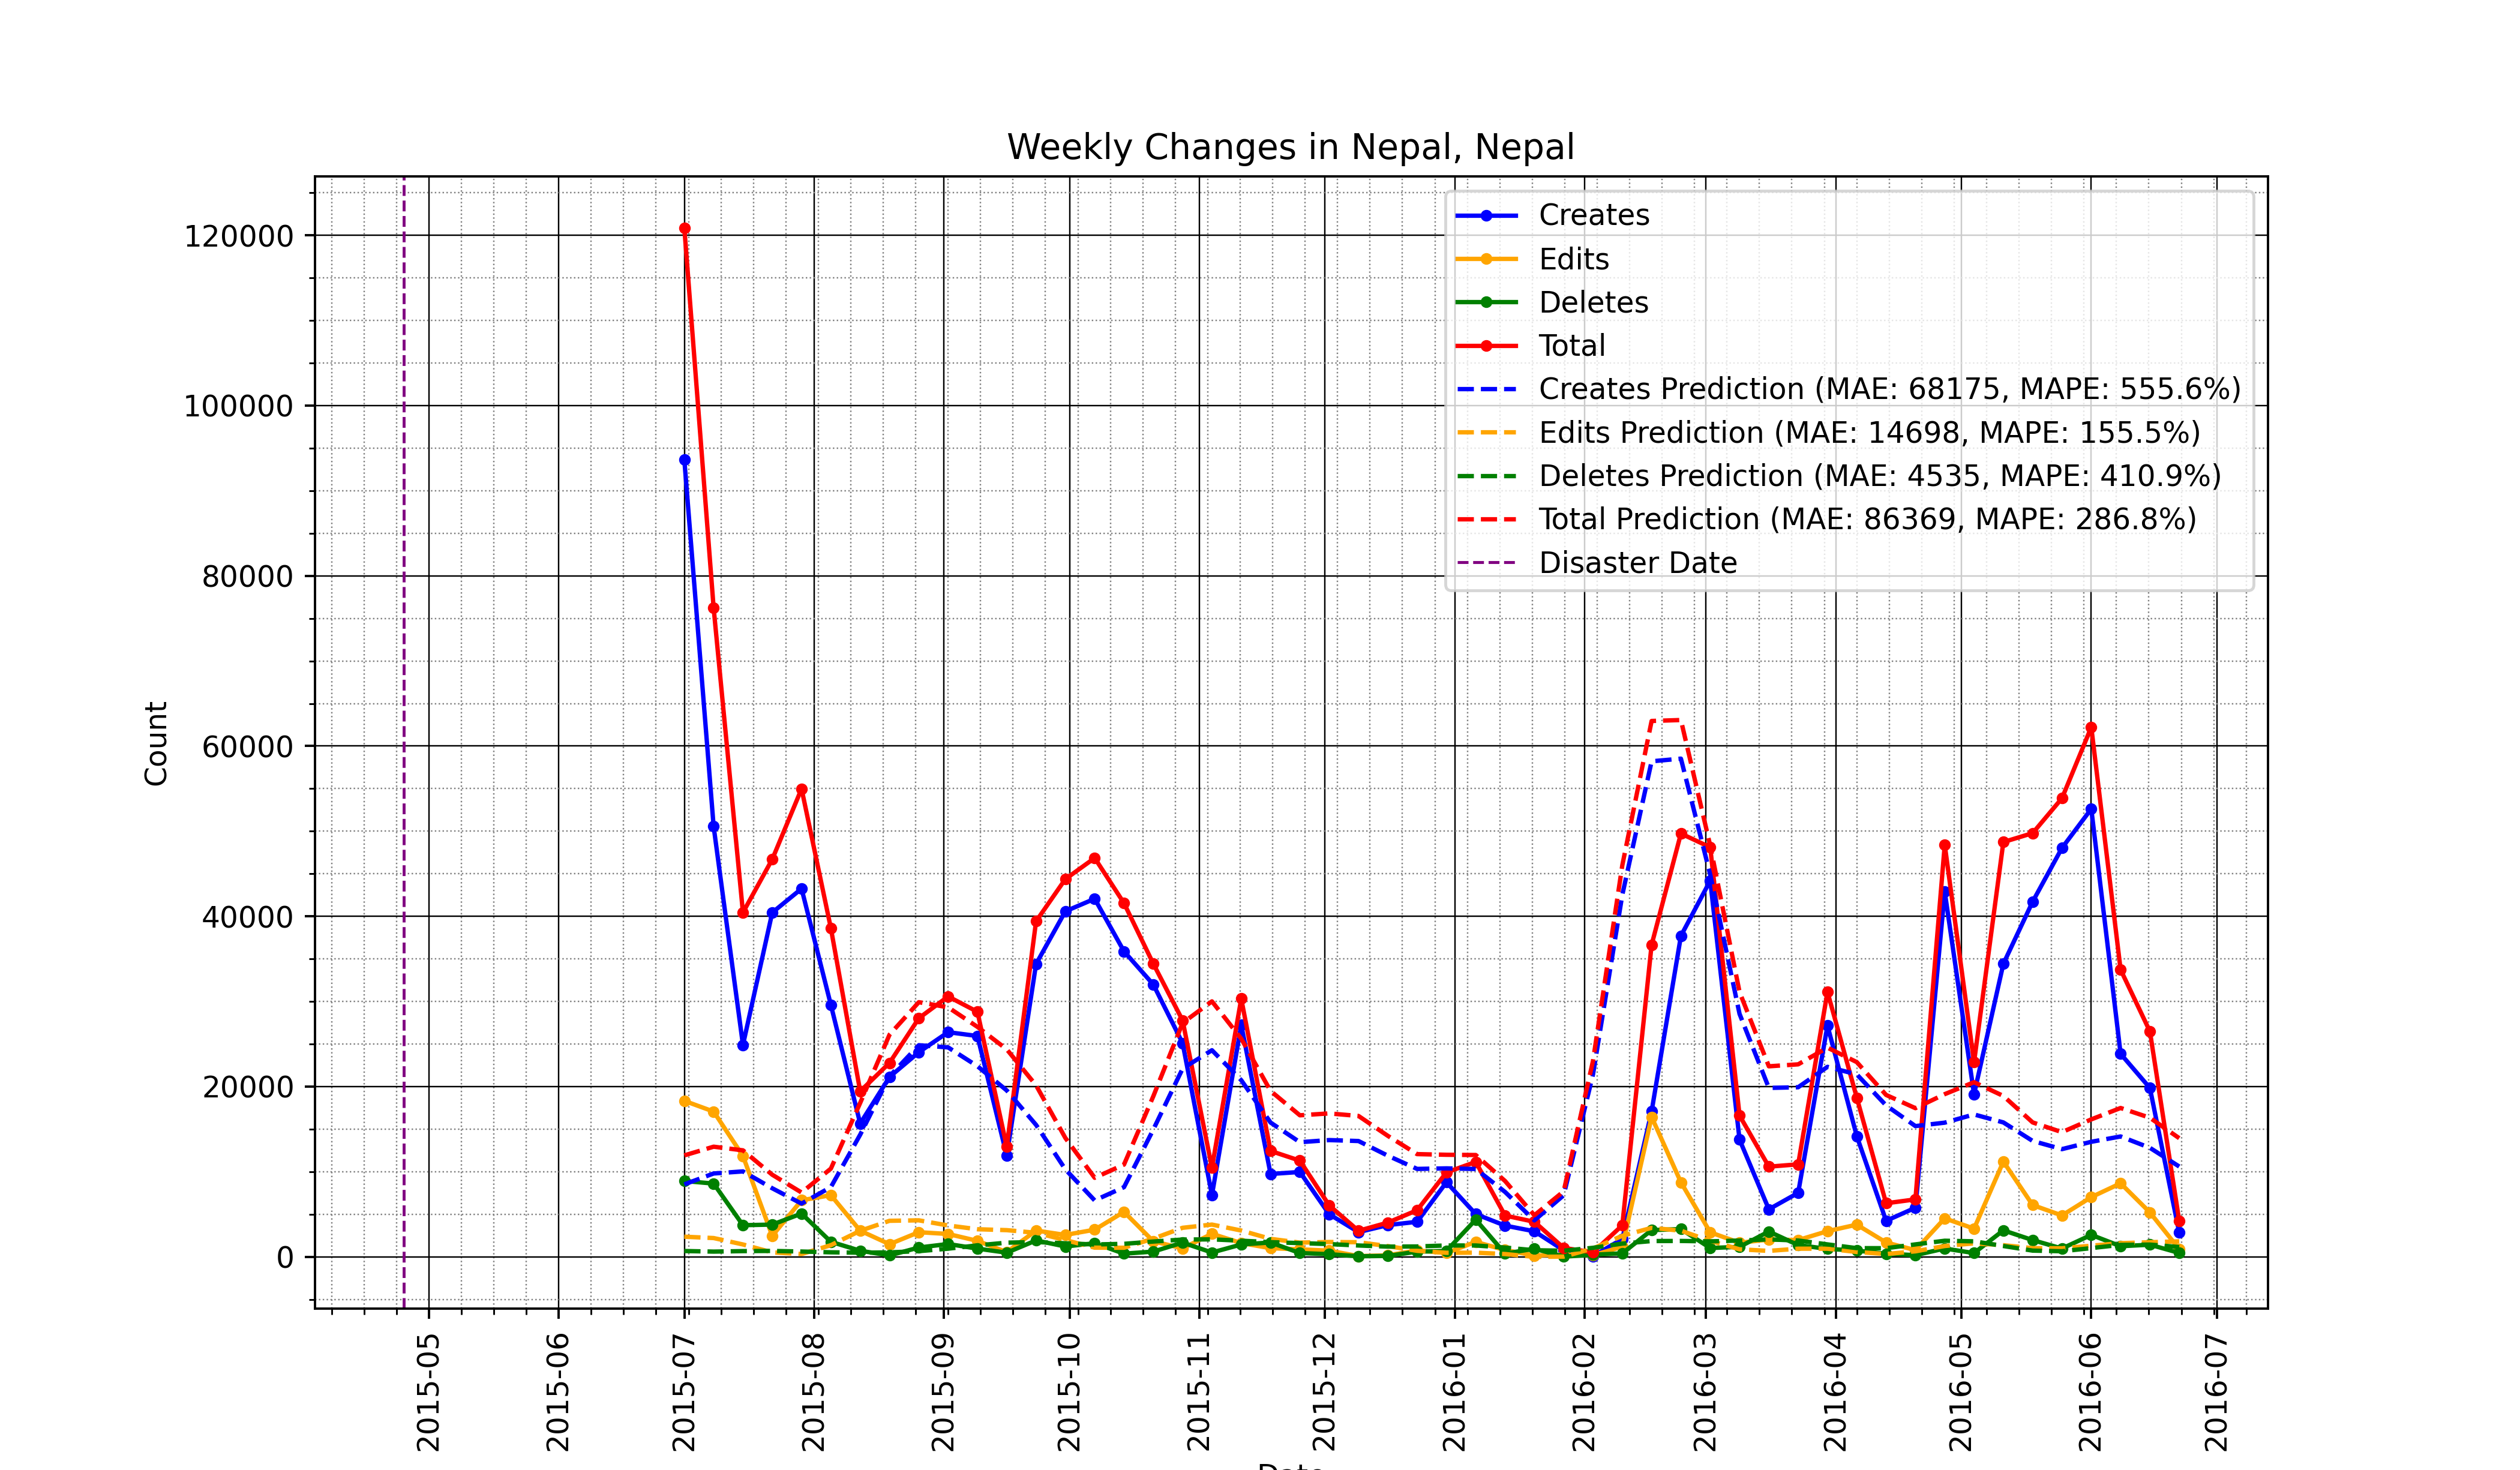 Weekly Changes in Nepal, Nepal
Creates
Edits
Deletes
Total
Creates Prediction (MAE: 68175, MAPE: 555.6%)
Edits Prediction (MAE: 14698, MAPE: 155.5%)
Deletes Prediction (MAE: 4535, MAPE: 410.9%)
Total Prediction (MAE: 86369, MAPE: 286.8%)
Disaster Date
120000
100000
80000
60000
40000
20000
0
Count
2015-05
2015-06
2015-07
2015-08
2015-09
2015-10
2015-11
2015-12
2016-01
2016-02
2016-03
2016-04
2016-05
2016-06
2016-07
Date